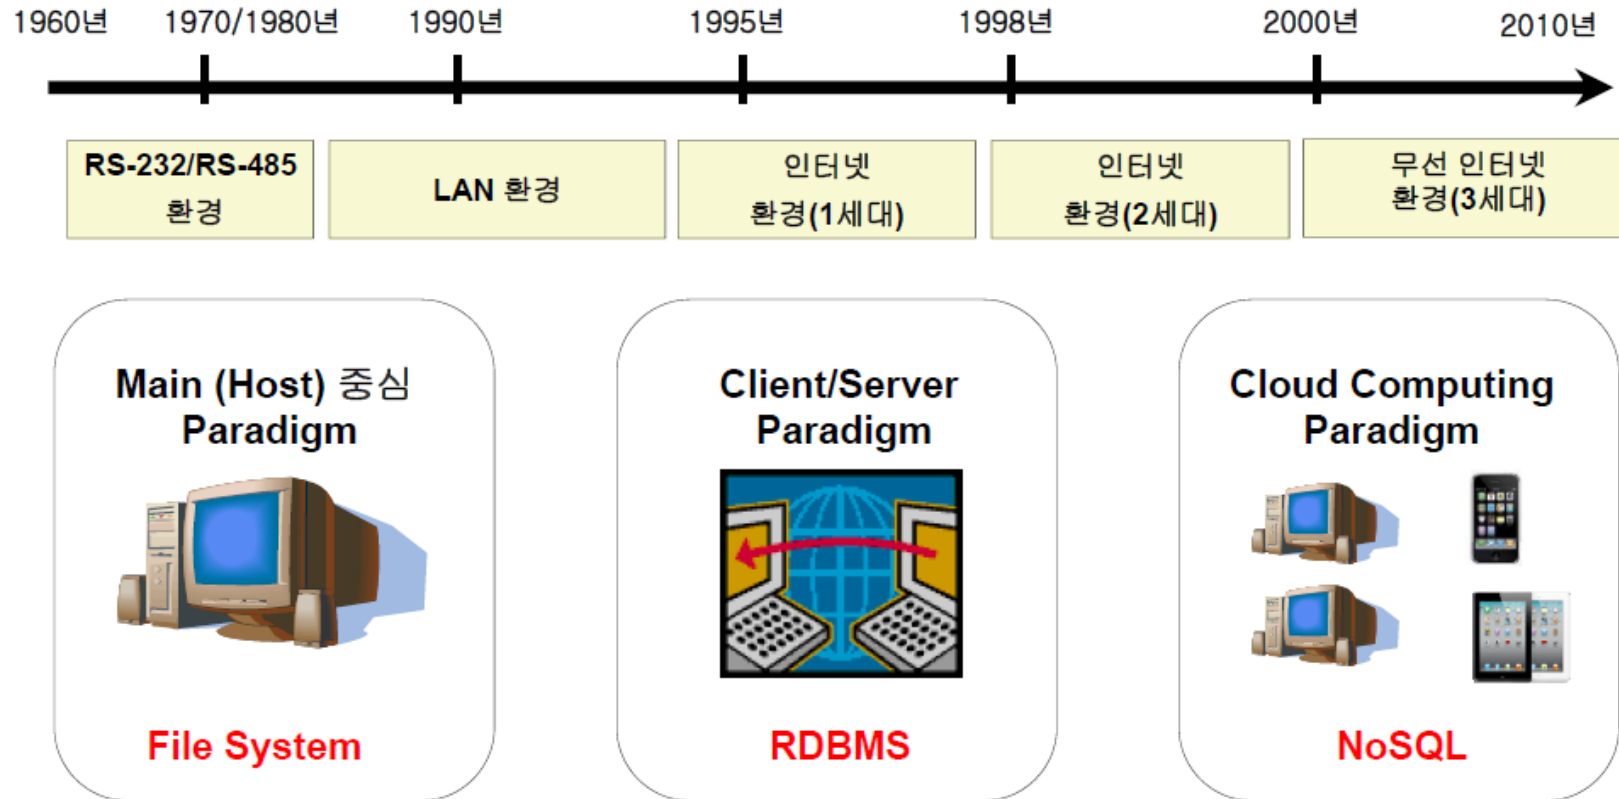 1960년 1970/1980년 1990년 1995년 1998년 2000년 2010년
RS-232/RS-485
환경
LAN 환경
인터넷
환경(1세대)
인터넷
환경(2세대)
무선 인터넷
환경(3세대)
Main (Host) 중심
Paradigm
File System
Client/Server
Paradigm
RDBMS
Cloud Computing
Paradigm
NoSQL